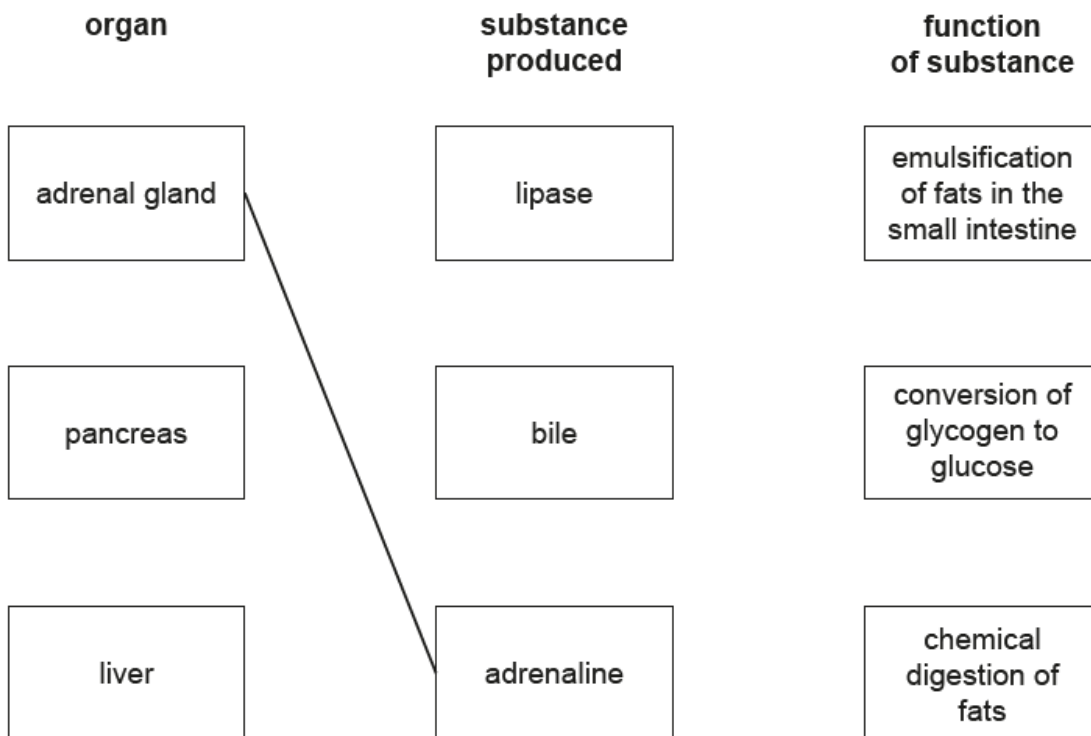 organ
substance
produced
function
of substance
adrenal gland
lipase
emulsification
of fats in the
small intestine
pancreas
bile
conversion of
glycogen to
glucose
liver
adrenaline
chemical
digestion of
fats